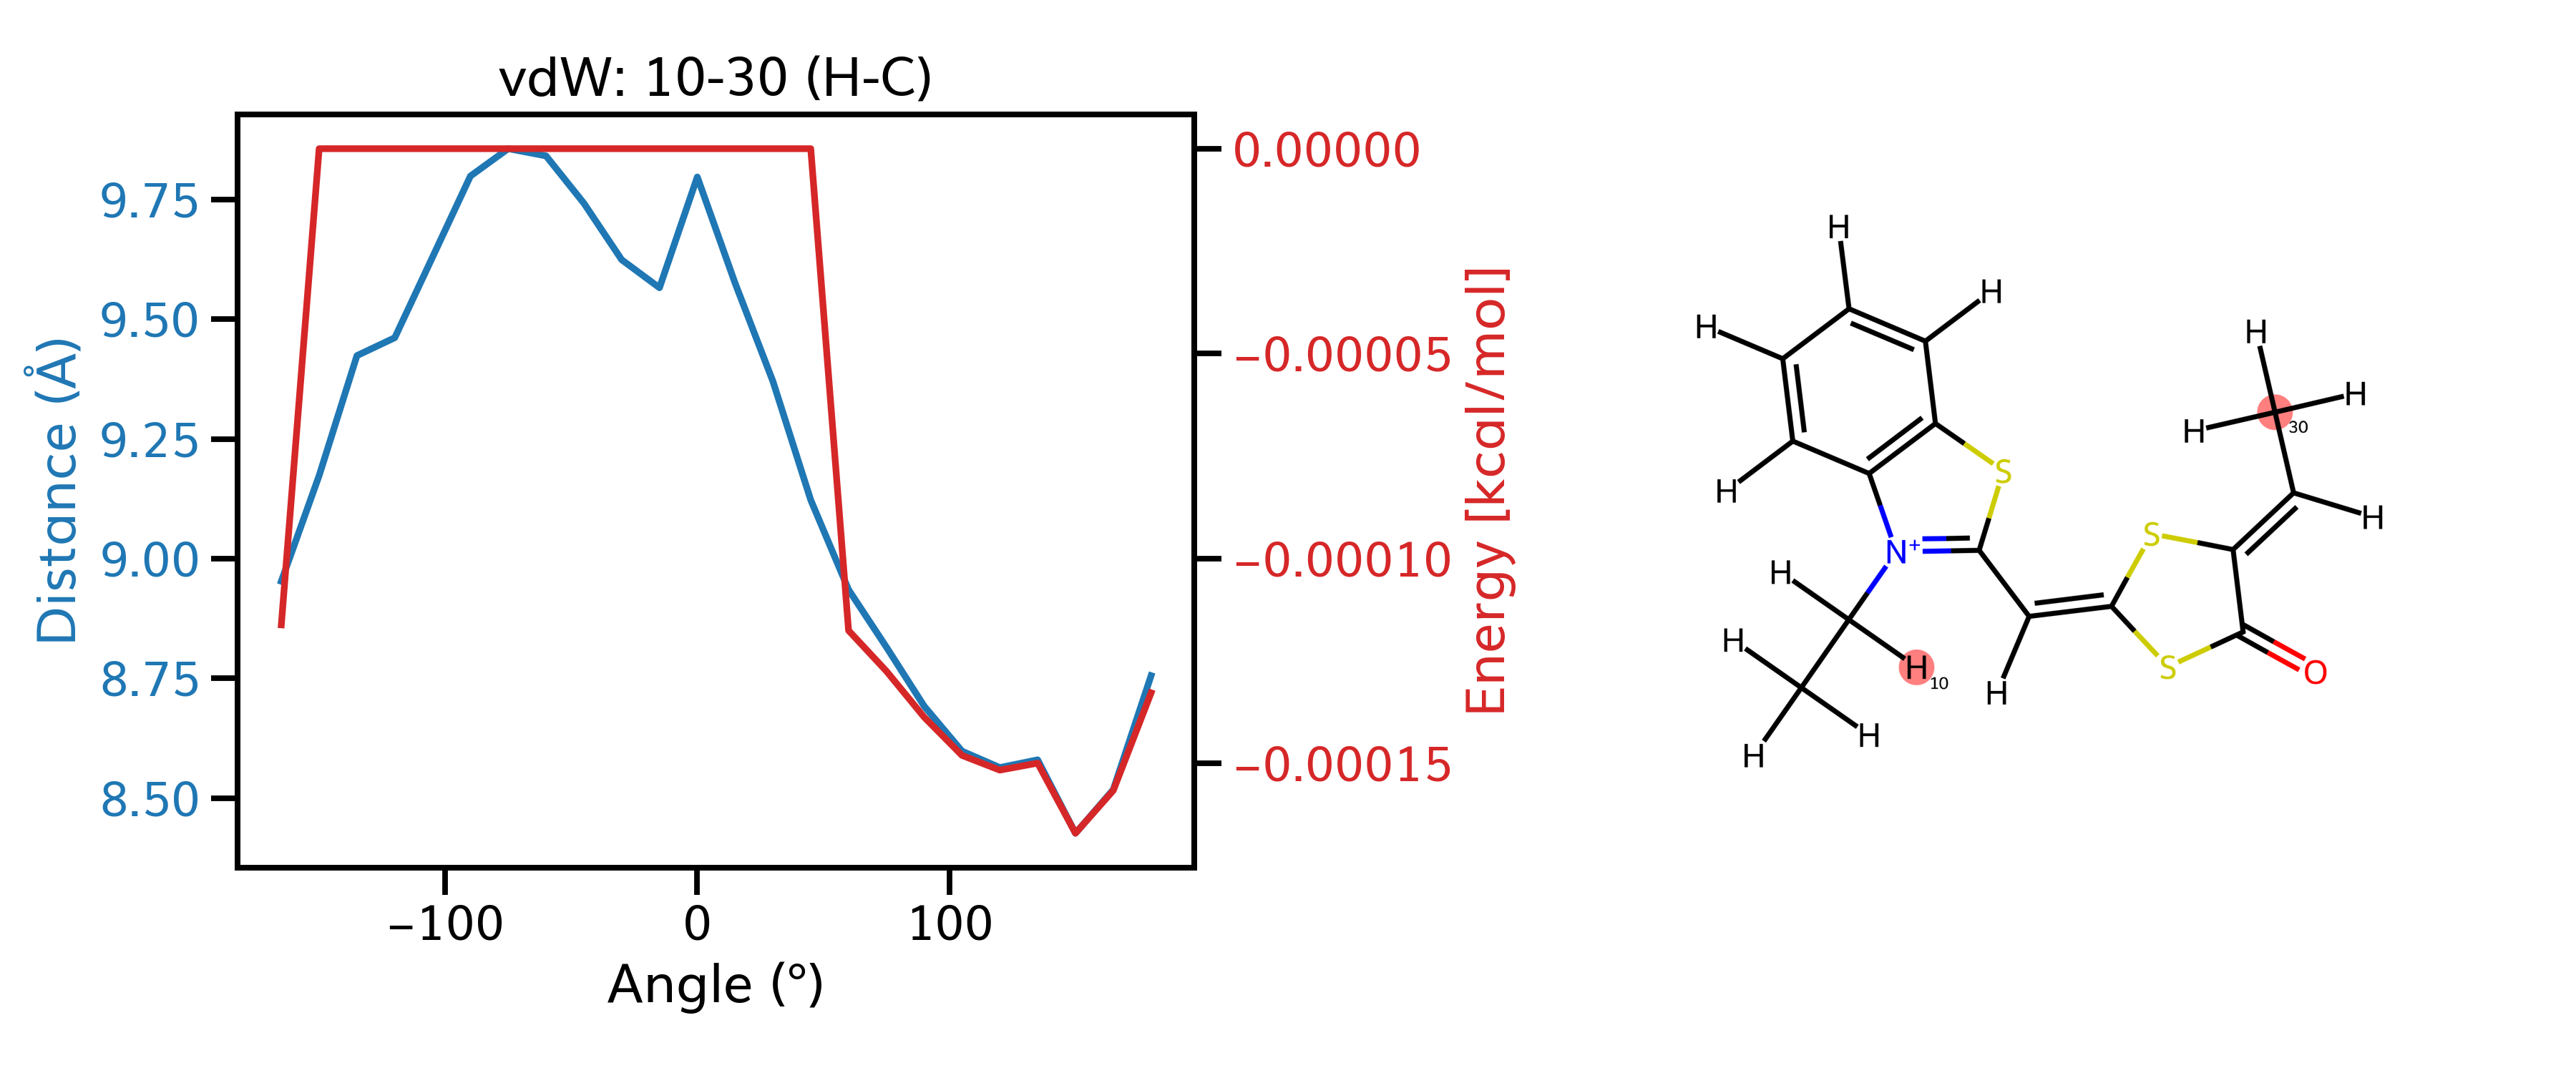 vdW: 10-30 (H-C)
9.75
9.50
9.25
9.00
8.75
8.50
Distance (Å)
−100
0
100
Angle (°)
0.00000
−0.00005
−0.00010
−0.00015
Energy [kcal/mol]
H
H
H
H
H
H
H
30
S
H
S
N+
H
H
H
10
S
O
H
H
H